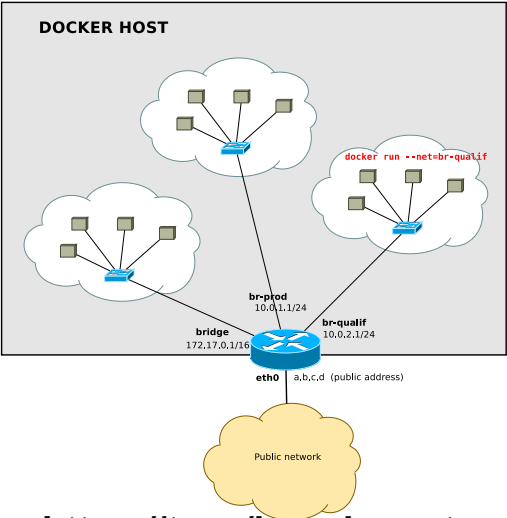 DOCKER HOST
docker run --net=br-qualif
br-prod
10.0.1.1/24
br-qualif
10.0.2.1/24
bridge
172,17.0,1/16
eth0 a,b,c,d (public address)
Public network